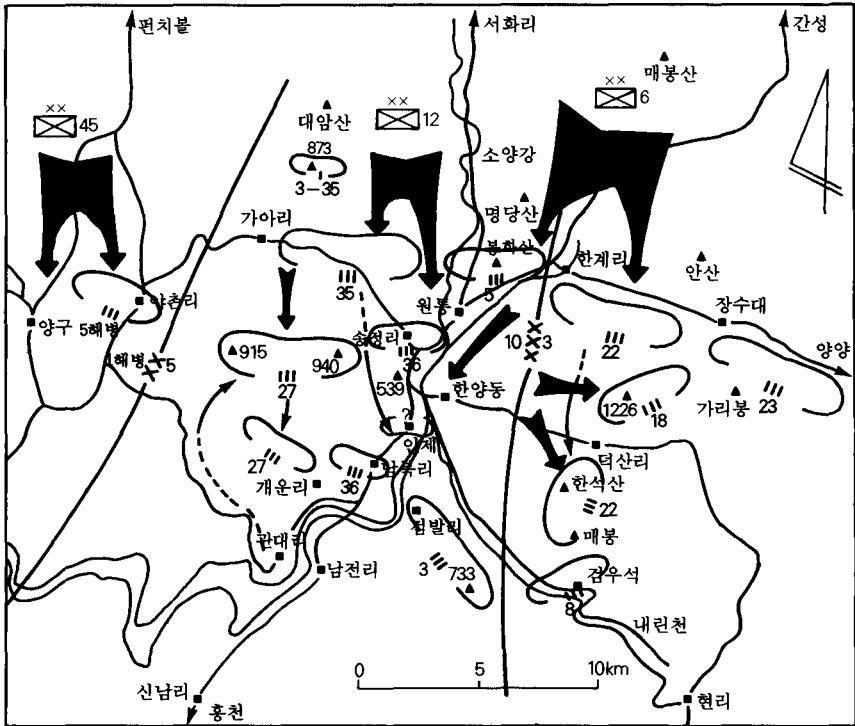 펀치볼
서화리
간성
매봉산
×× 45
×× 12
×× 6
대암산
873
3-35
소양강
명당산
가아리
봉화산
한계리
안산
35
5
원통
장수대
야촌리
5해병
양구
송정리
36
10 ××× 3
22
양양
1해병 ×× 5
915
940
27
539
한양동
1226
18
가리봉
23
2
인제
덕산리
27
36
남북리
개운리
한석산
22
매봉
관대리
남전리
3
733
검우석
8
내린천
0 5 10km
신남리
홍천
현리